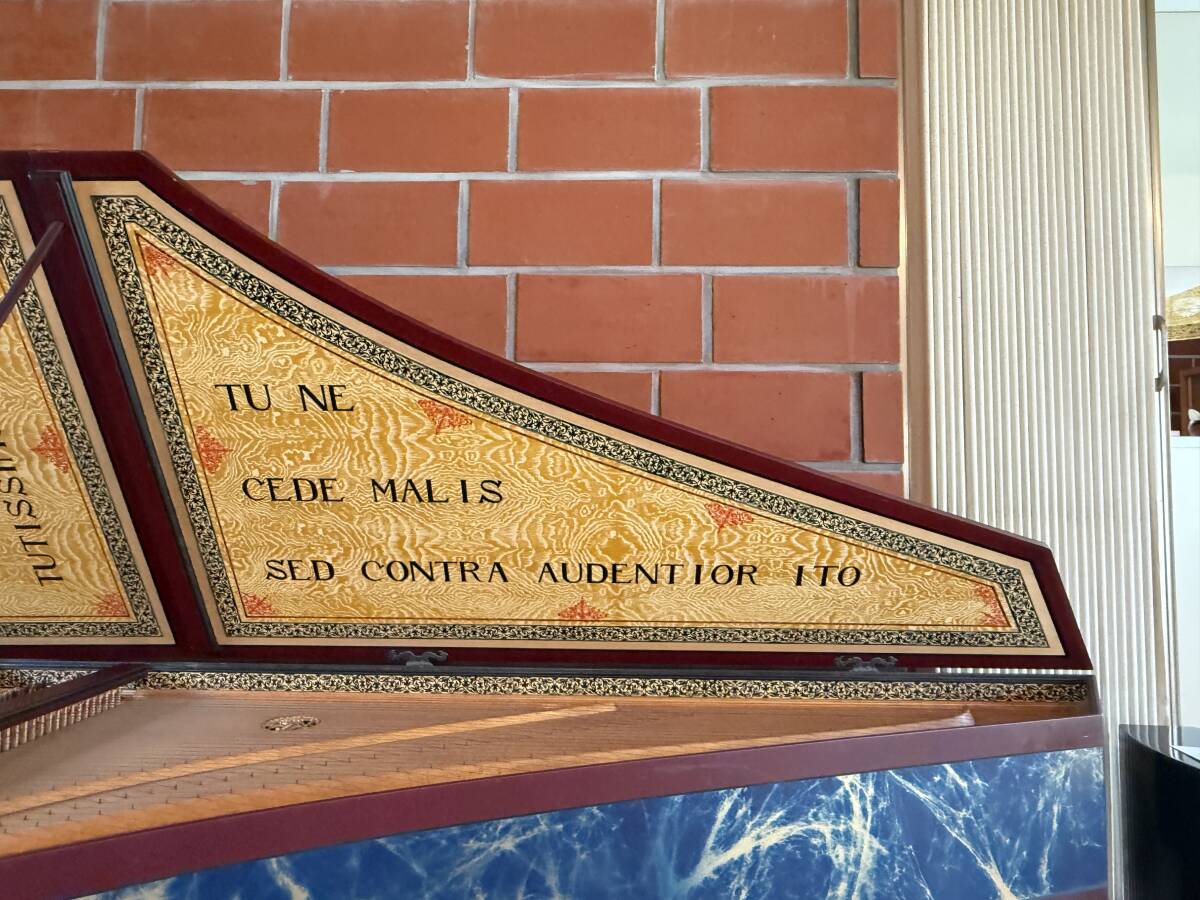 TU NE
CEDE MALIS
SED CONTRA AUDENTIOR ITO